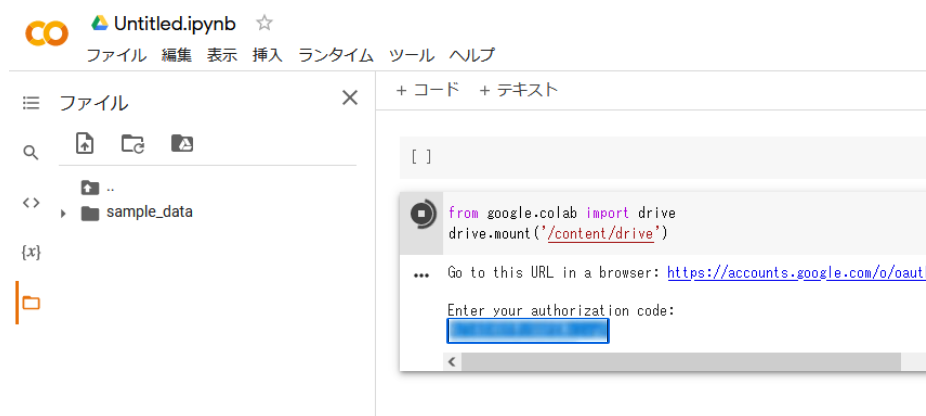 Untitled.ipynb
ファイル 編集 表示 挿入 ランタイム ツール ヘルプ
ファイル
..
sample_data
{x}
+ コード + テキスト
[ ]
from google.colab import drive
drive.mount('/content/drive')
Go to this URL in a browser: https://accounts.google.com/o/oaut
Enter your authorization code: